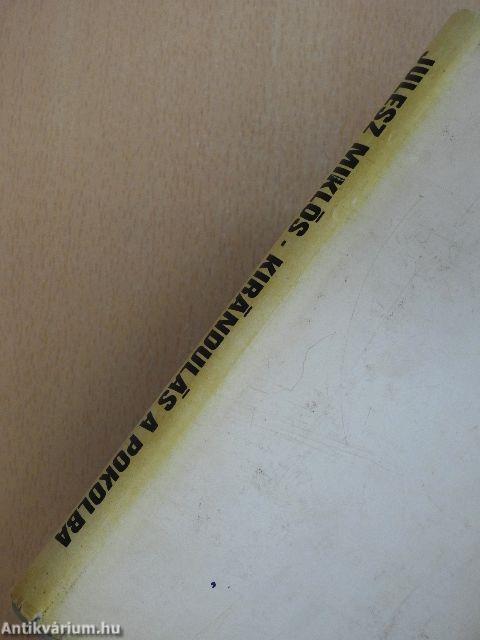 JULESZ MIKLÓS - KIRÁNDULÁS A POKOLBA
Antikvárium.hu